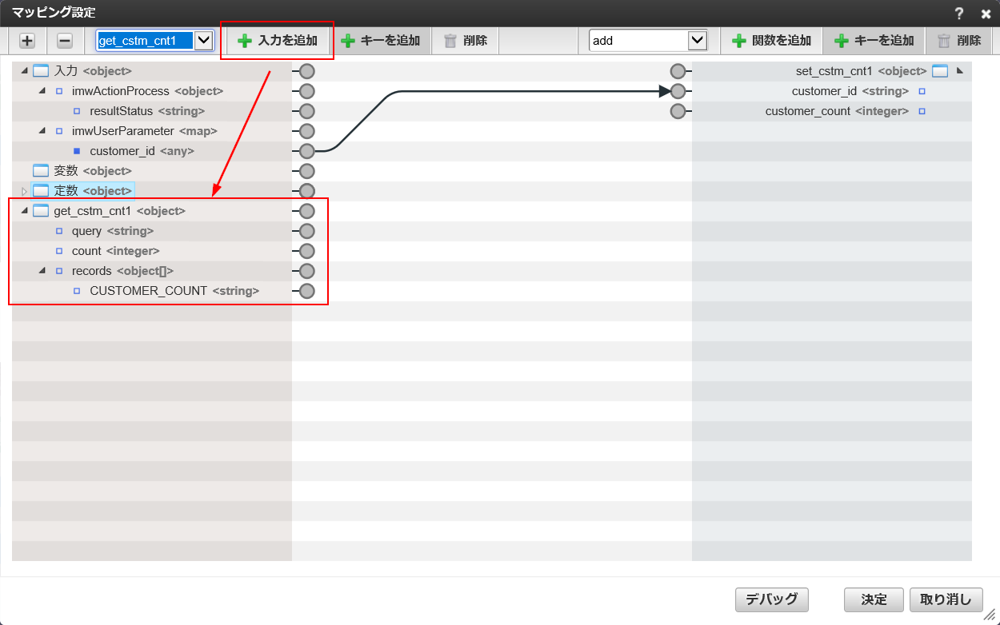 マッピング設定
?
get_cstm_cnt1 入力を追加 キーを追加 削除 add 関数を追加 キーを追加 削除
入力 <object> set_cstm_cnt1 <object>
imwActionProcess <object> customer_id <string>
resultStatus <string> customer_count <integer>
imwUserParameter <map>
customer_id <any>
変数 <object>
定数 <object>
get_cstm_cnt1 <object>
query <string>
count <integer>
records <object[]>
CUSTOMER_COUNT <string>
デバッグ 決定 取り消し